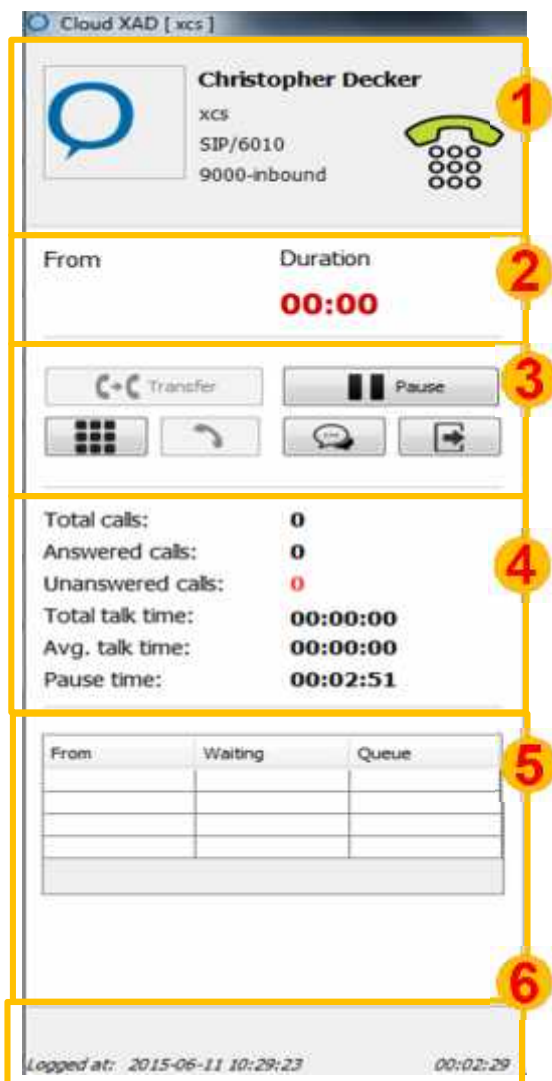 Cloud XAD [ xcs ]
Christopher Decker
xcs
SIP/6010
9000-inbound
1
From Duration
00:00
2
Transfer Pause
3
Total calls: 0
Answered calls: 0
Unanswered calls: 0
Total talk time: 00:00:00
Avg. talk time: 00:00:00
Pause time: 00:02:51
4
From Waiting Queue
5
6
Logged at: 2015-06-11 10:29:23 00:02:29